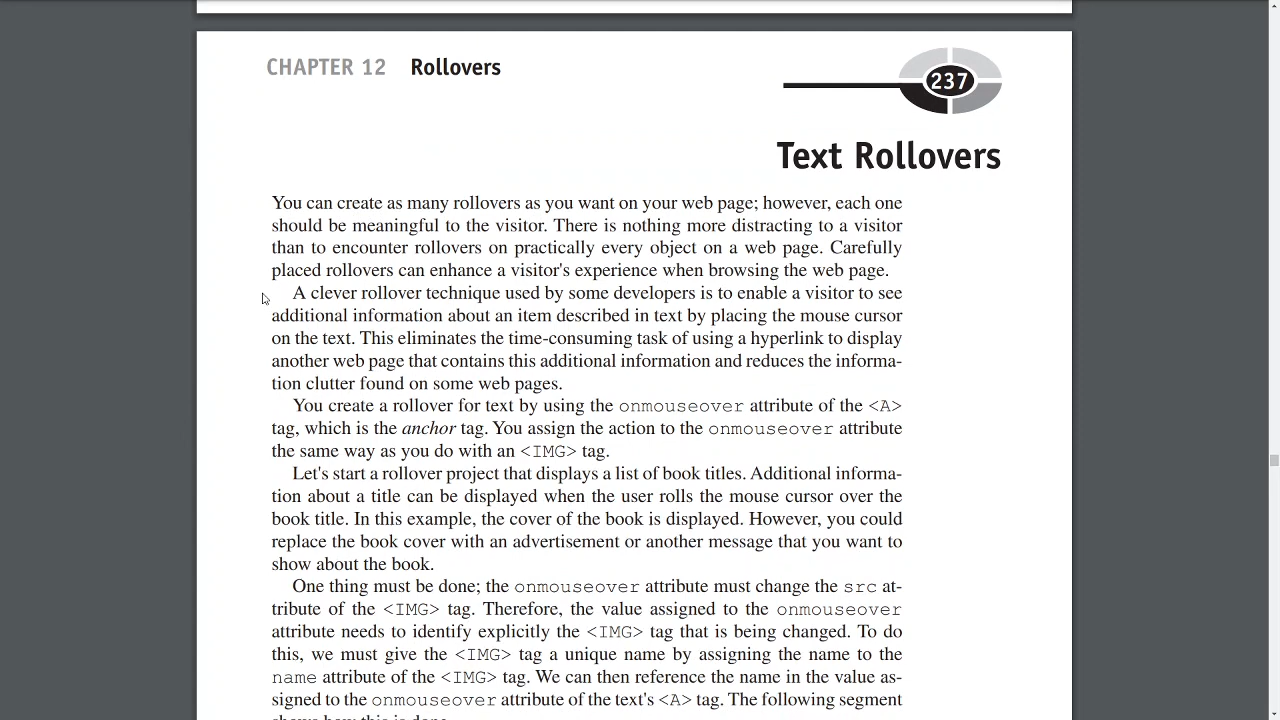 CHAPTER 12 Rollovers
237
Text Rollovers
You can create as many rollovers as you want on your web page; however, each one
should be meaningful to the visitor. There is nothing more distracting to a visitor
than to encounter rollovers on practically every object on a web page. Carefully
placed rollovers can enhance a visitor's experience when browsing the web page.
A clever rollover technique used by some developers is to enable a visitor to see
additional information about an item described in text by placing the mouse cursor
on the text. This eliminates the time-consuming task of using a hyperlink to display
another web page that contains this additional information and reduces the informa-
tion clutter found on some web pages.
You create a rollover for text by using the onmouseover attribute of the <A>
tag, which is the anchor tag. You assign the action to the onmouseover attribute
the same way as you do with an <IMG> tag.
Let's start a rollover project that displays a list of book titles. Additional informa-
tion about a title can be displayed when the user rolls the mouse cursor over the
book title. In this example, the cover of the book is displayed. However, you could
replace the book cover with an advertisement or another message that you want to
show about the book.
One thing must be done; the onmouseover attribute must change the src at-
tribute of the <IMG> tag. Therefore, the value assigned to the onmouseover
attribute needs to identify explicitly the <IMG> tag that is being changed. To do
this, we must give the <IMG> tag a unique name by assigning the name to the
name attribute of the <IMG> tag. We can then reference the name in the value as-
signed to the onmouseover attribute of the text's <A> tag. The following segment
shows how this is done.